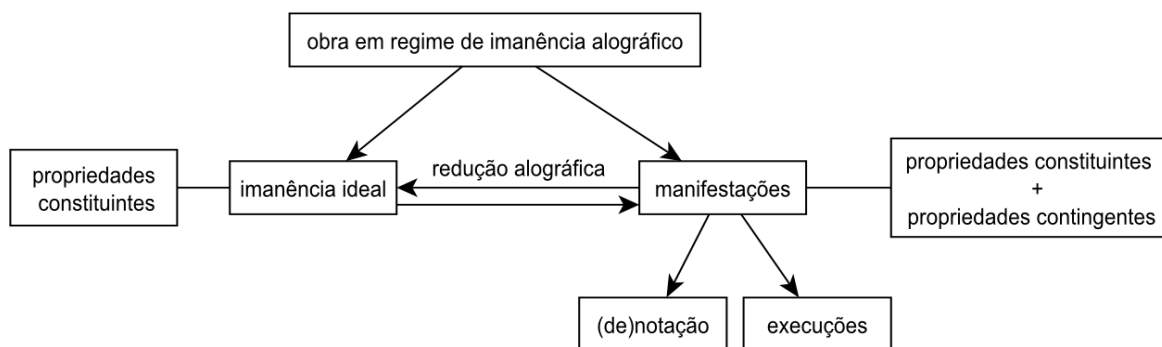 obra em regime de imanência alográfico
propriedades
constituintes
imanência ideal
redução alográfica
manifestações
propriedades constituintes
+
propriedades contingentes
(de)notação
execuções